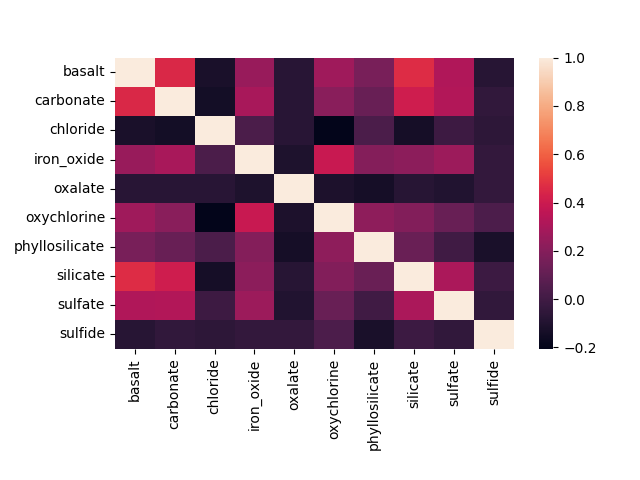 basalt
carbonate
chloride
iron_oxide
oxalate
oxychlorine
phyllosilicate
silicate
sulfate
sulfide
basalt
carbonate
chloride
iron_oxide
oxalate
oxychlorine
phyllosilicate
silicate
sulfate
sulfide
1.0
0.8
0.6
0.4
0.2
0.0
−0.2